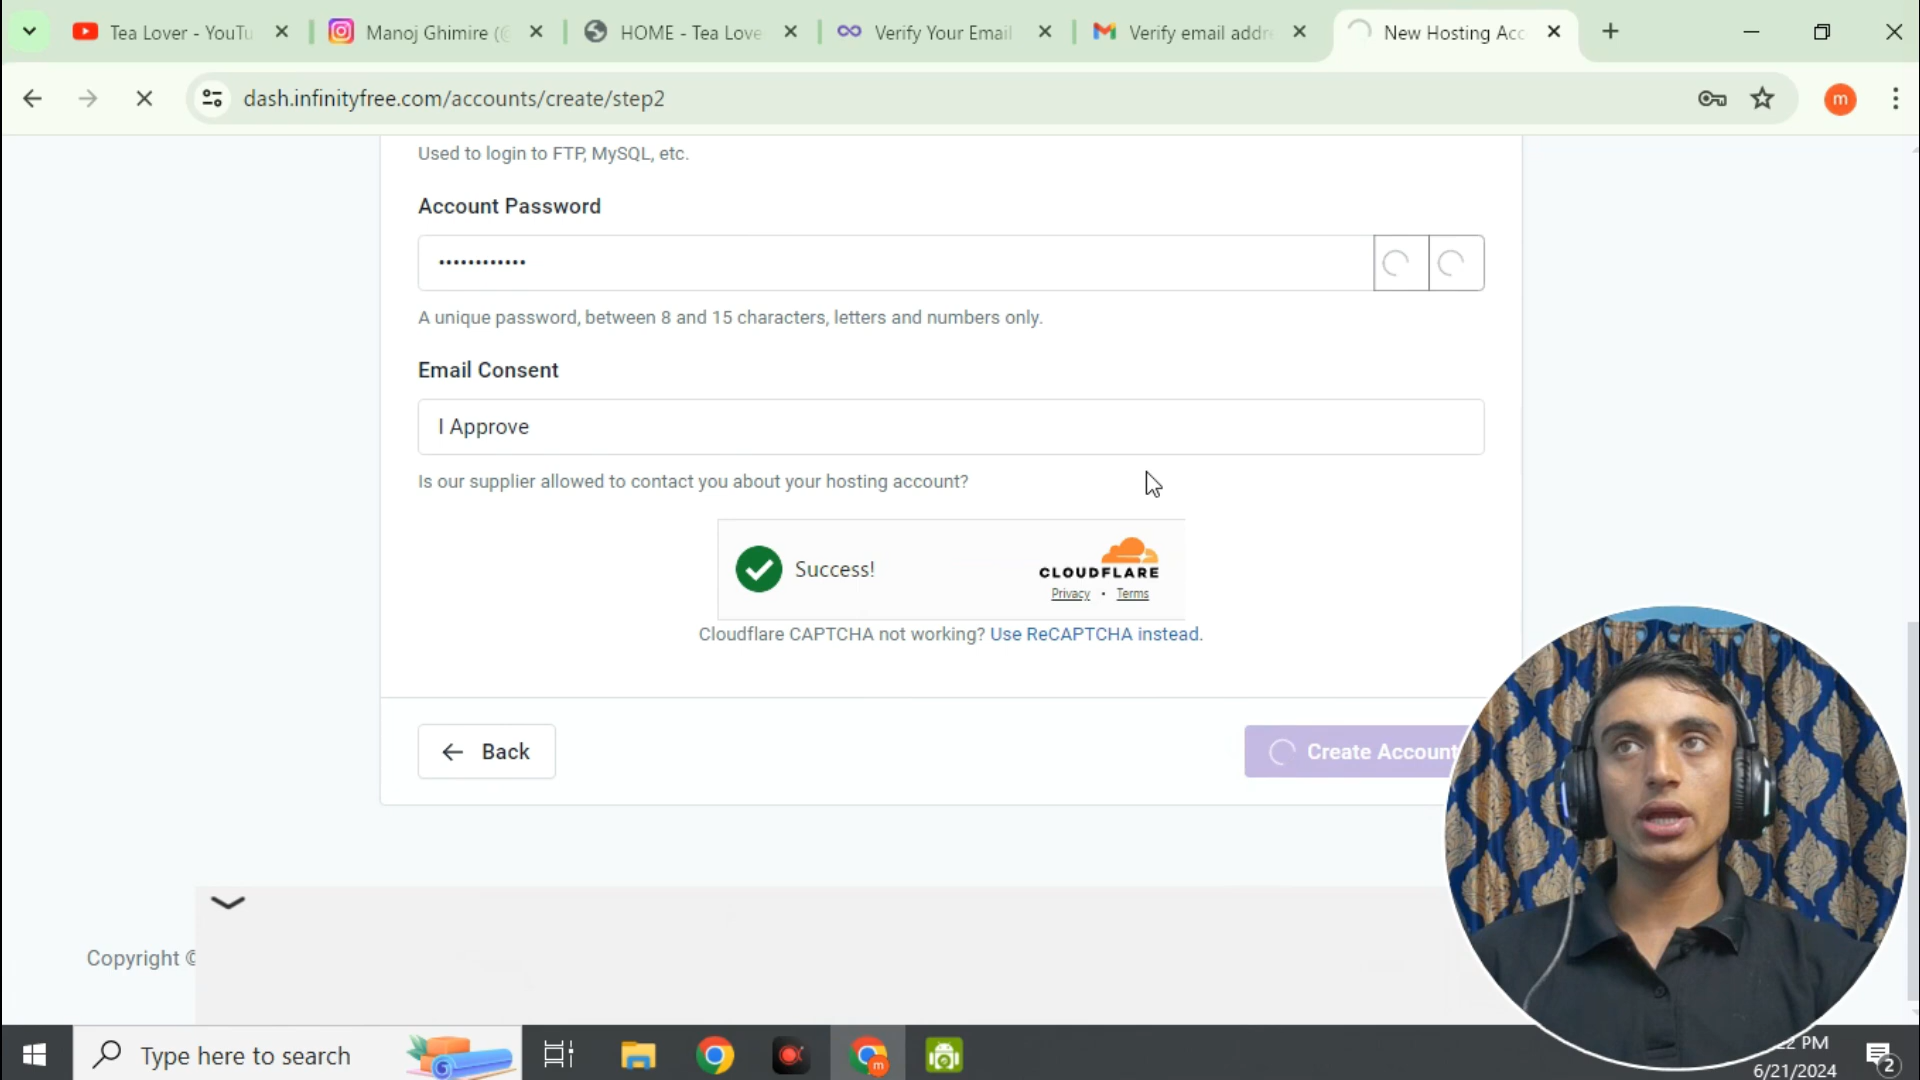 Tea Lover - YouTu
Manoj Ghimire (@
HOME - Tea Love
Verify Your Email
Verify email addre
New Hosting Acc
dash.infinityfree.com/accounts/create/step2
m
Used to login to FTP, MySQL, etc.
Account Password
••••••••••••
A unique password, between 8 and 15 characters, letters and numbers only.
Email Consent
I Approve
Is our supplier allowed to contact you about your hosting account?
Success!
CLOUDFLARE
Privacy • Terms
Cloudflare CAPTCHA not working? Use ReCAPTCHA instead.
← Back
Create Account
Copyright ©
Type here to search
22 PM
6/21/2024
2